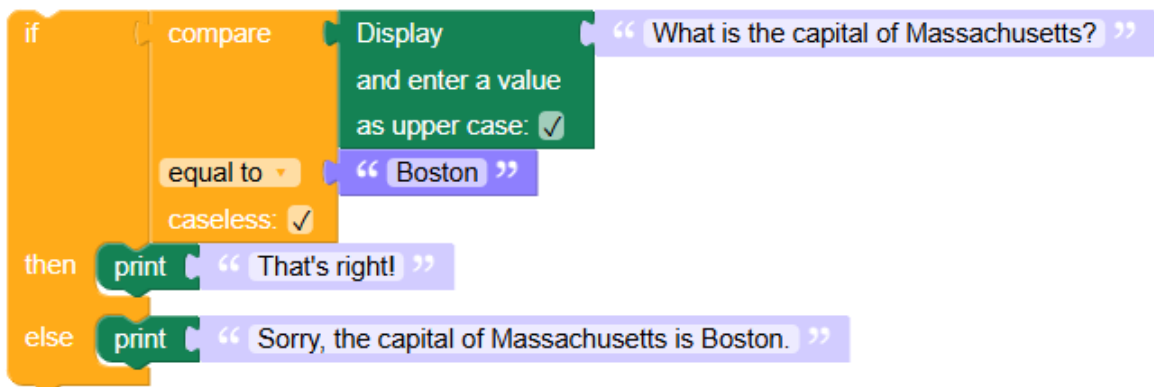 if compare Display “ What is the capital of Massachusetts? ”
and enter a value
as upper case: ✓
equal to ▾ “ Boston ”
caseless: ✓
then print “ That's right! ”
else print “ Sorry, the capital of Massachusetts is Boston. ”